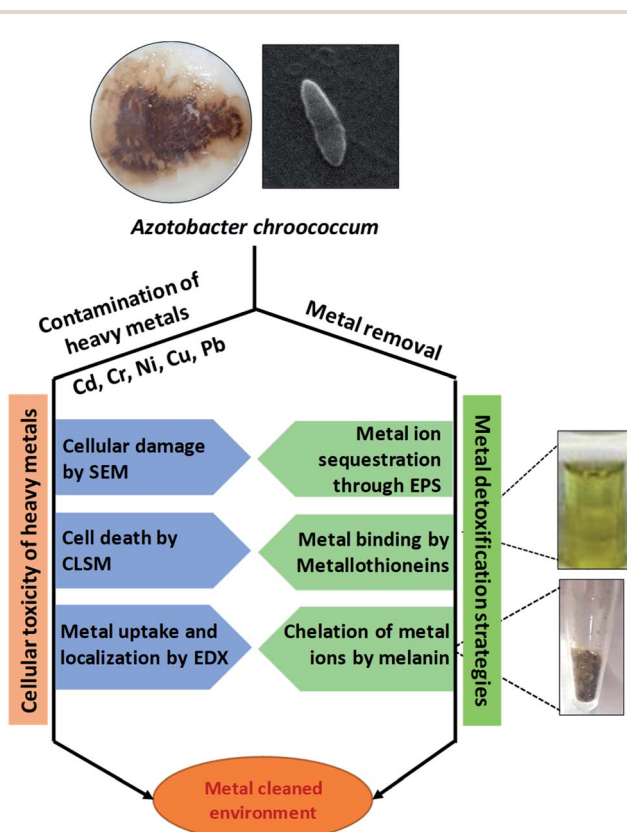 Azotobacter chroococcum
Contamination of
heavy metals
Cd, Cr, Ni, Cu, Pb
Metal removal
Cellular toxicity of heavy metals
Cellular damage
by SEM
Metal ion
sequestration
through EPS
Cell death by
CLSM
Metal binding by
Metallothioneins
Metal uptake and
localization by EDX
Chelation of metal
ions by melanin
Metal detoxification strategies
Metal cleaned
environment